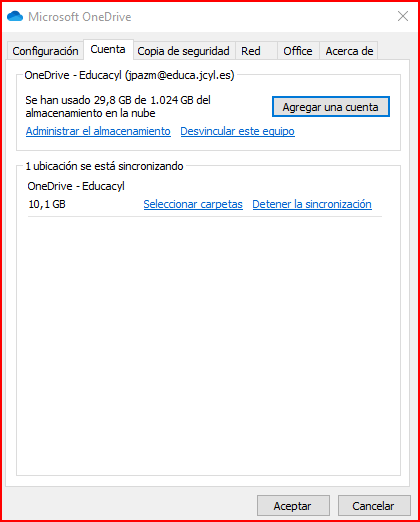 Microsoft OneDrive
Configuración Cuenta Copia de seguridad Red Office Acerca de
OneDrive - Educacyl (jpazm@educa.jcyl.es)
Se han usado 29,8 GB de 1.024 GB del
almacenamiento en la nube
Agregar una cuenta
Administrar el almacenamiento Desvincular este equipo
1 ubicación se está sincronizando
OneDrive - Educacyl
10,1 GB Seleccionar carpetas Detener la sincronización
Aceptar Cancelar